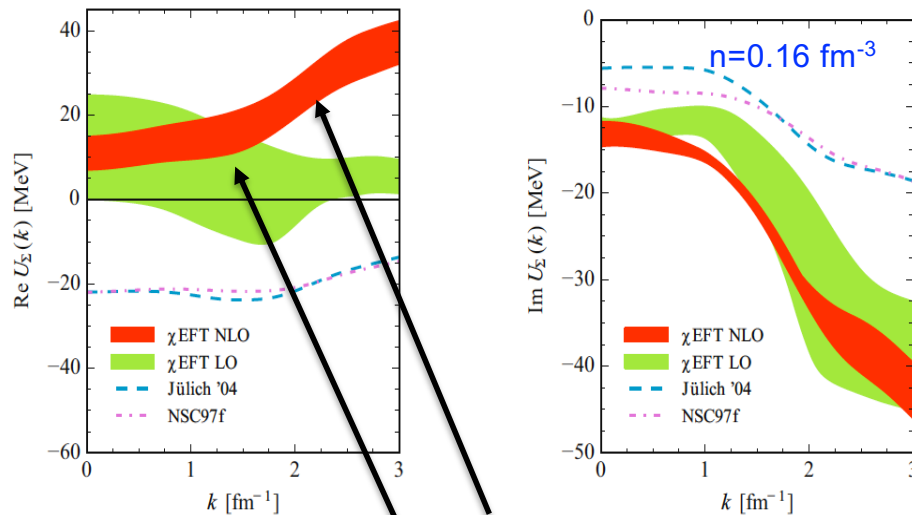 40
20
0
−20
−40
−60
Re U_Σ(k) [MeV]
χEFT NLO
χEFT LO
Jülich '04
NSC97f
0
1
2
3
k [fm⁻¹]
0
−10
−20
−30
−40
−50
Im U_Σ(k) [MeV]
n=0.16 fm⁻³
χEFT NLO
χEFT LO
Jülich '04
NSC97f
0
1
2
3
k [fm⁻¹]